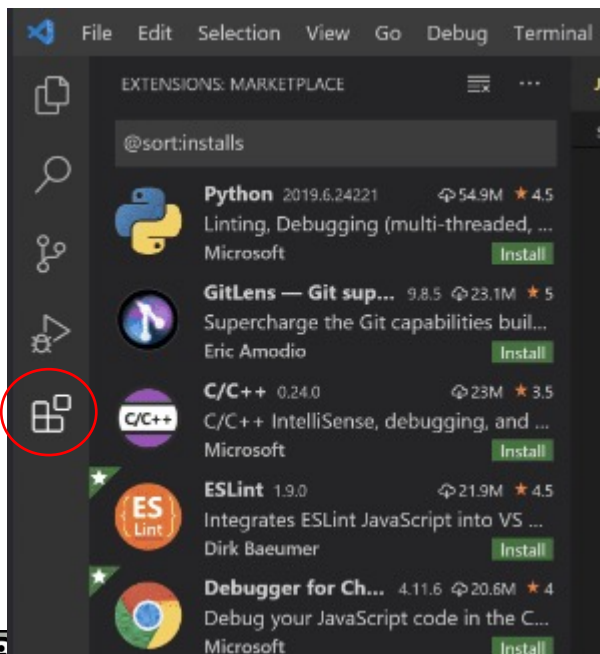 File Edit Selection View Go Debug Terminal
EXTENSIONS: MARKETPLACE
@sort:installs
Python 2019.6.24221 54.9M ★ 4.5
Linting, Debugging (multi-threaded, ...
Microsoft Install
GitLens — Git sup... 9.8.5 23.1M ★ 5
Supercharge the Git capabilities buil...
Eric Amodio Install
C/C++ 0.24.0 23M ★ 3.5
C/C++
C/C++ IntelliSense, debugging, and ...
Microsoft Install
ESLint 1.9.0 21.9M ★ 4.5
ES
Lint
Integrates ESLint JavaScript into VS ...
Dirk Baeumer Install
Debugger for Ch... 4.11.6 20.6M ★ 4
Debug your JavaScript code in the C...
Microsoft Install